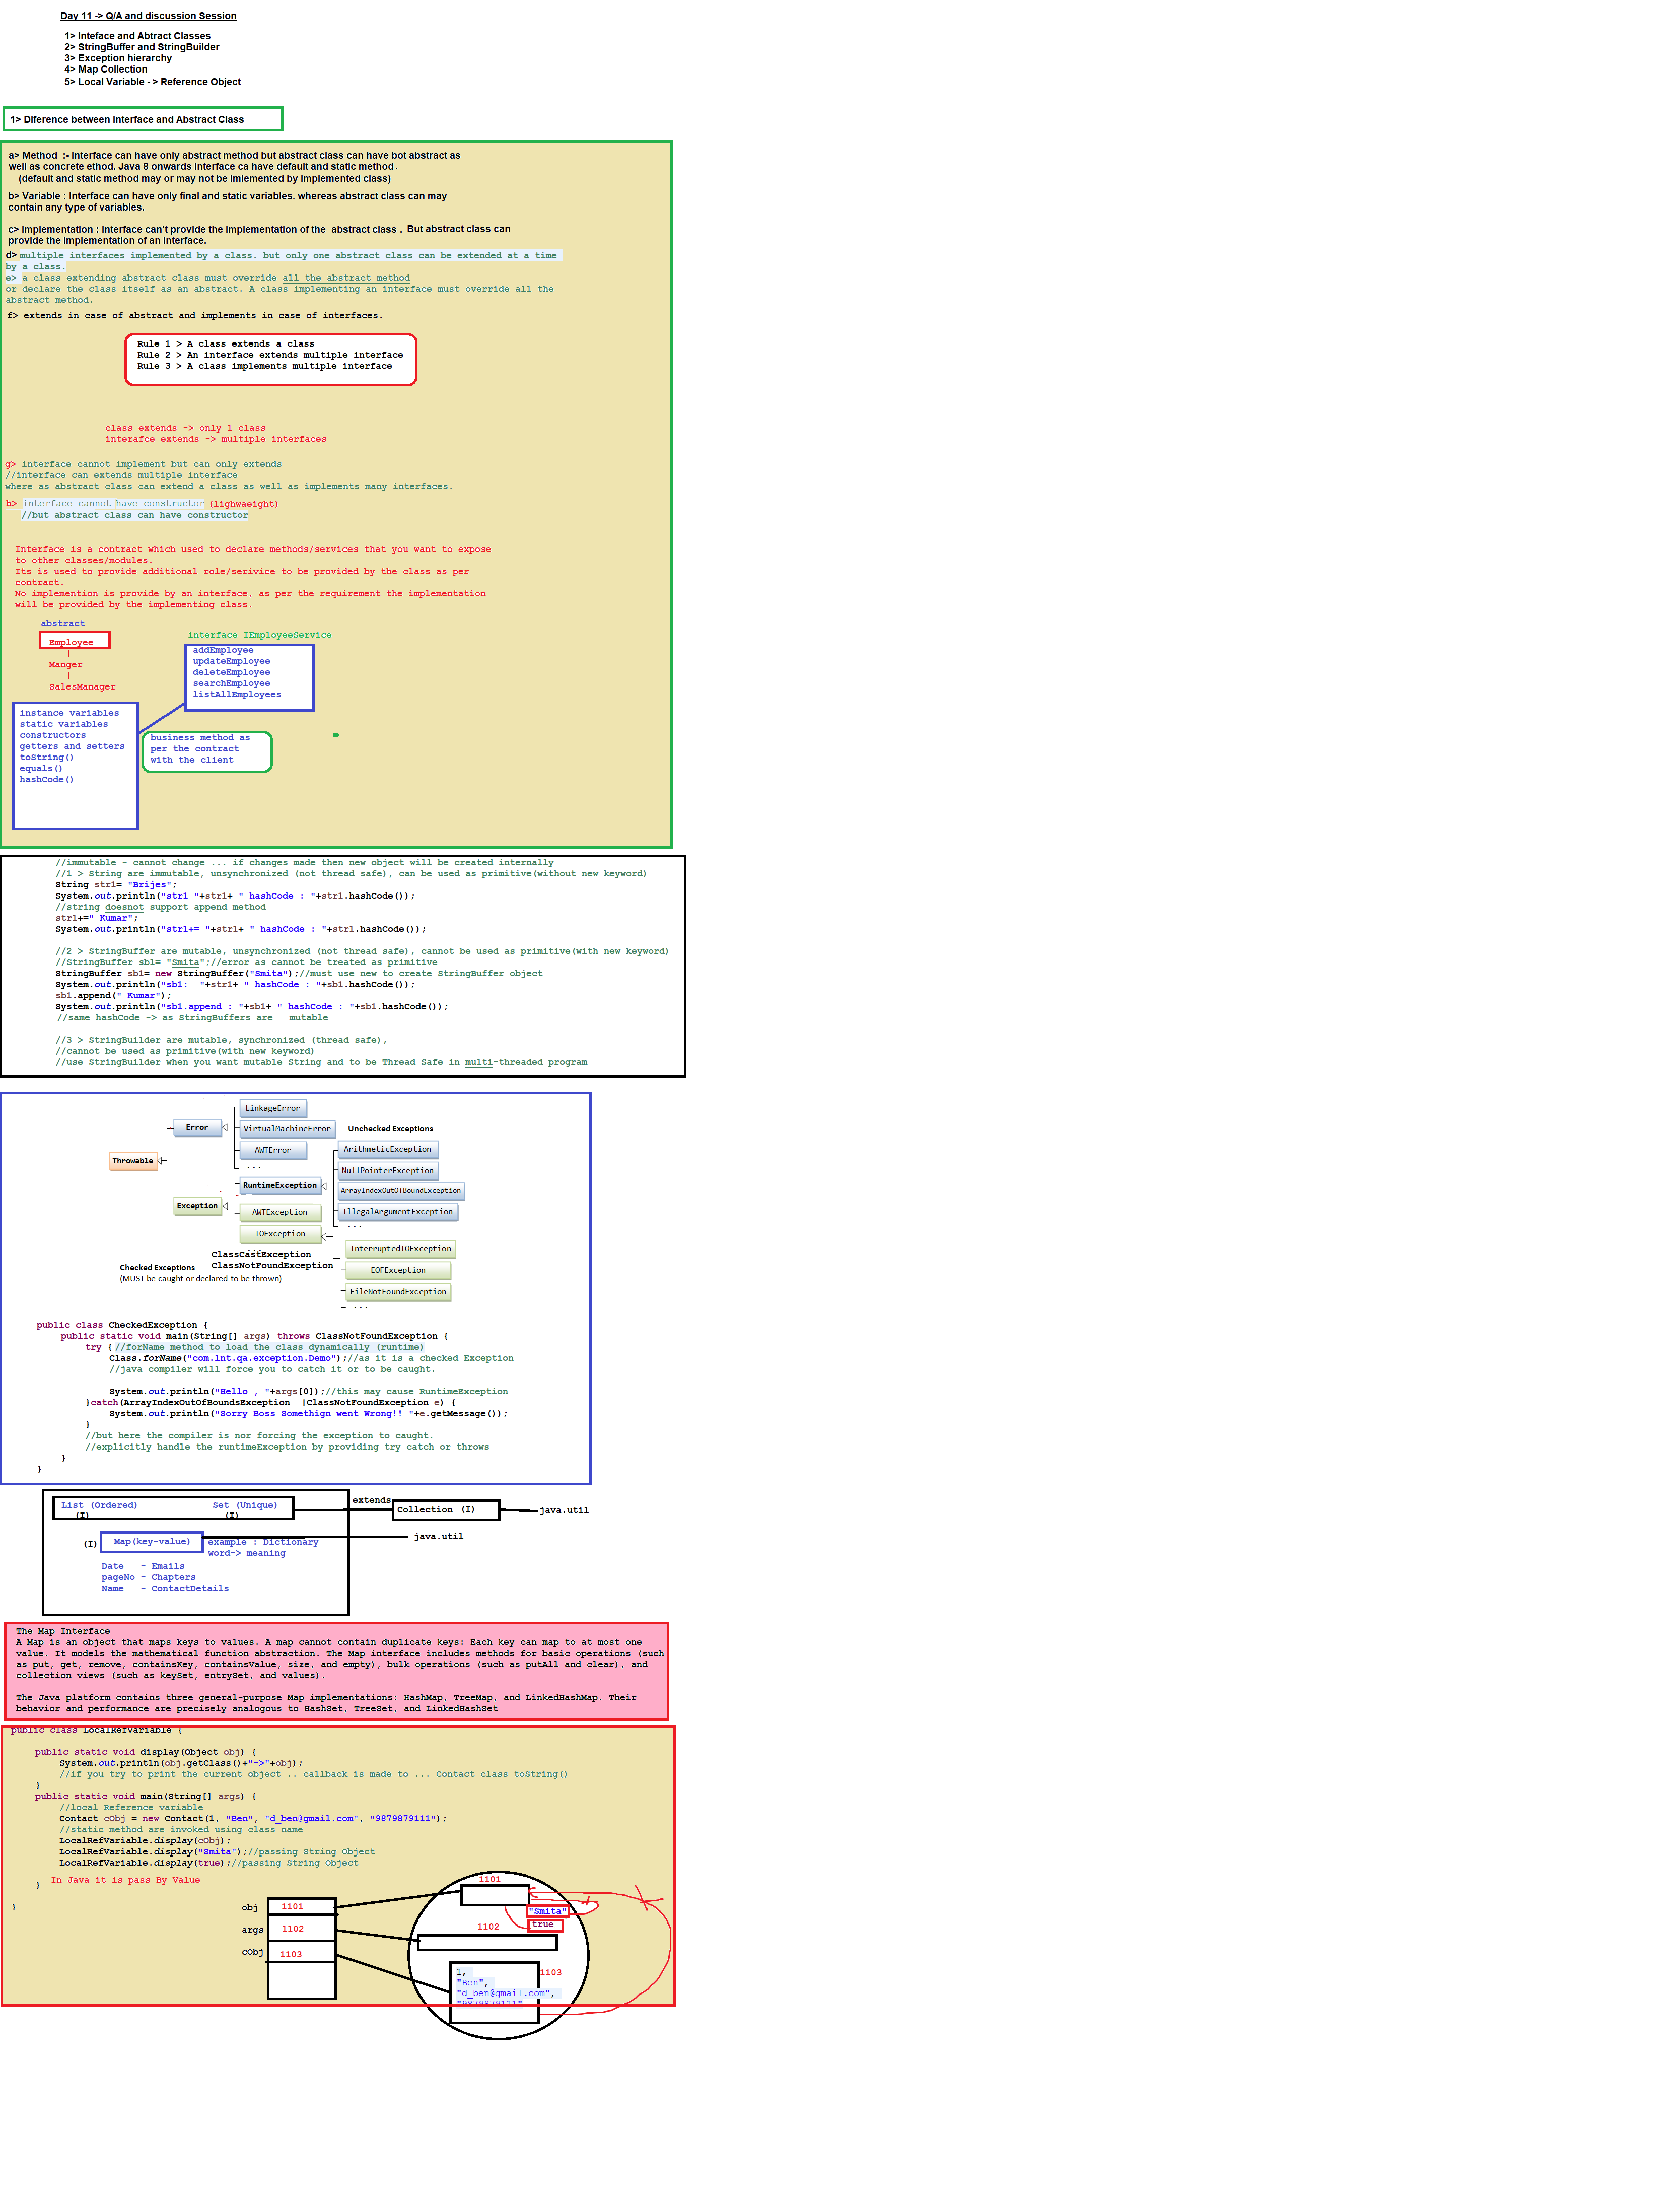 Day 11 -> Q/A and discussion Session
1> Inteface and Abtract Classes
2> StringBuffer and StringBuilder
3> Exception hierarchy
4> Map Collection
5> Local Variable - > Reference Object
1> Diference between Interface and Abstract Class
a> Method  :- interface can have only abstract method but abstract class can have bot abstract as
well as concrete ethod. Java 8 onwards interface ca have default and static method.
(default and static method may or may not be imlemented by implemented class)
b> Variable : Interface can have only final and static variables. whereas abstract class can may
contain any type of variables.
c> Implementation : Interface can't provide the implementation of the  abstract class .  But abstract class can
provide the implementation of an interface.
d> multiple interfaces implemented by a class. but only one abstract class can be extended at a time
by a class.
e> a class extending abstract class must override all the abstract method
or declare the class itself as an abstract. A class implementing an interface must override all the
abstract method.
f> extends in case of abstract and implements in case of interfaces.
Rule 1 > A class extends a class
Rule 2 > An interface extends multiple interface
Rule 3 > A class implements multiple interface
class extends -> only 1 class
interafce extends -> multiple interfaces
g> interface cannot implement but can only extends
//interface can extends multiple interface
where as abstract class can extend a class as well as implements many interfaces.
h> interface cannot have constructor (lighwaeight)
//but abstract class can have constructor
Interface is a contract which used to declare methods/services that you want to expose
to other classes/modules.
Its is used to provide additional role/serivice to be provided by the class as per
contract.
No implemention is provide by an interface, as per the requirement the implementation
will be provided by the implementing class.
abstract
Employee
|
Manger
|
SalesManager
interface IEmployeeService
addEmployee
updateEmployee
deleteEmployee
searchEmployee
listAllEmployees
instance variables
static variables
constructors
getters and setters
toString()
equals()
hashCode()
business method as
per the contract
with the client
//immutable - cannot change ... if changes made then new object will be created internally
//1 > String are immutable, unsynchronized (not thread safe), can be used as primitive(without new keyword)
String str1= "Brijes";
System.out.println("str1 "+str1+ " hashCode : "+str1.hashCode());
//string doesnot support append method
str1+=" Kumar";
System.out.println("str1+= "+str1+ " hashCode : "+str1.hashCode());
//2 > StringBuffer are mutable, unsynchronized (not thread safe), cannot be used as primitive(with new keyword)
//StringBuffer sb1= "Smita";//error as cannot be treated as primitive
StringBuffer sb1= new StringBuffer("Smita");//must use new to create StringBuffer object
System.out.println("sb1:  "+str1+ " hashCode : "+sb1.hashCode());
sb1.append(" Kumar");
System.out.println("sb1.append : "+sb1+ " hashCode : "+sb1.hashCode());
//same hashCode -> as StringBuffers are   mutable
//3 > StringBuilder are mutable, synchronized (thread safe),
//cannot be used as primitive(with new keyword)
//use StringBuilder when you want mutable String and to be Thread Safe in multi-threaded program
LinkageError
Error
VirtualMachineError
Unchecked Exceptions
AWTError
ArithmeticException
...
Throwable
NullPointerException
RuntimeException
ArrayIndexOutOfBoundException
Exception
AWTException
IllegalArgumentException
...
IOException
...
InterruptedIOException
ClassCastException
ClassNotFoundException
Checked Exceptions
(MUST be caught or declared to be thrown)
EOFException
FileNotFoundException
...
public class CheckedException {
public static void main(String[] args) throws ClassNotFoundException {
try { //forName method to load the class dynamically (runtime)
Class.forName("com.lnt.qa.exception.Demo");//as it is a checked Exception
//java compiler will force you to catch it or to be caught.
System.out.println("Hello , "+args[0]);//this may cause RuntimeException
}catch(ArrayIndexOutOfBoundsException  |ClassNotFoundException e) {
System.out.println("Sorry Boss Somethign went Wrong!! "+e.getMessage());
}
//but here the compiler is nor forcing the exception to caught.
//explicitly handle the runtimeException by providing try catch or throws
}
}
List (Ordered)
(I)
Set (Unique)
(I)
extends
Collection (I)
java.util
(I)
Map(key-value)
example : Dictionary
word-> meaning
java.util
Date   - Emails
pageNo - Chapters
Name   - ContactDetails
The Map Interface
A Map is an object that maps keys to values. A map cannot contain duplicate keys: Each key can map to at most one
value. It models the mathematical function abstraction. The Map interface includes methods for basic operations (such
as put, get, remove, containsKey, containsValue, size, and empty), bulk operations (such as putAll and clear), and
collection views (such as keySet, entrySet, and values).
The Java platform contains three general-purpose Map implementations: HashMap, TreeMap, and LinkedHashMap. Their
behavior and performance are precisely analogous to HashSet, TreeSet, and LinkedHashSet
public class LocalRefVariable {
public static void display(Object obj) {
System.out.println(obj.getClass()+"->"+obj);
//if you try to print the current object .. callback is made to ... Contact class toString()
}
public static void main(String[] args) {
//local Reference variable
Contact cObj = new Contact(1, "Ben", "d_ben@gmail.com", "9879879111");
//static method are invoked using class name
LocalRefVariable.display(cObj);
LocalRefVariable.display("Smita");//passing String Object
LocalRefVariable.display(true);//passing String Object
}
In Java it is pass By Value
}
obj
1101
args
1102
cObj
1103
1101
"Smita"
true
1102
1103
1,
"Ben",
"d_ben@gmail.com",
"9879879111"